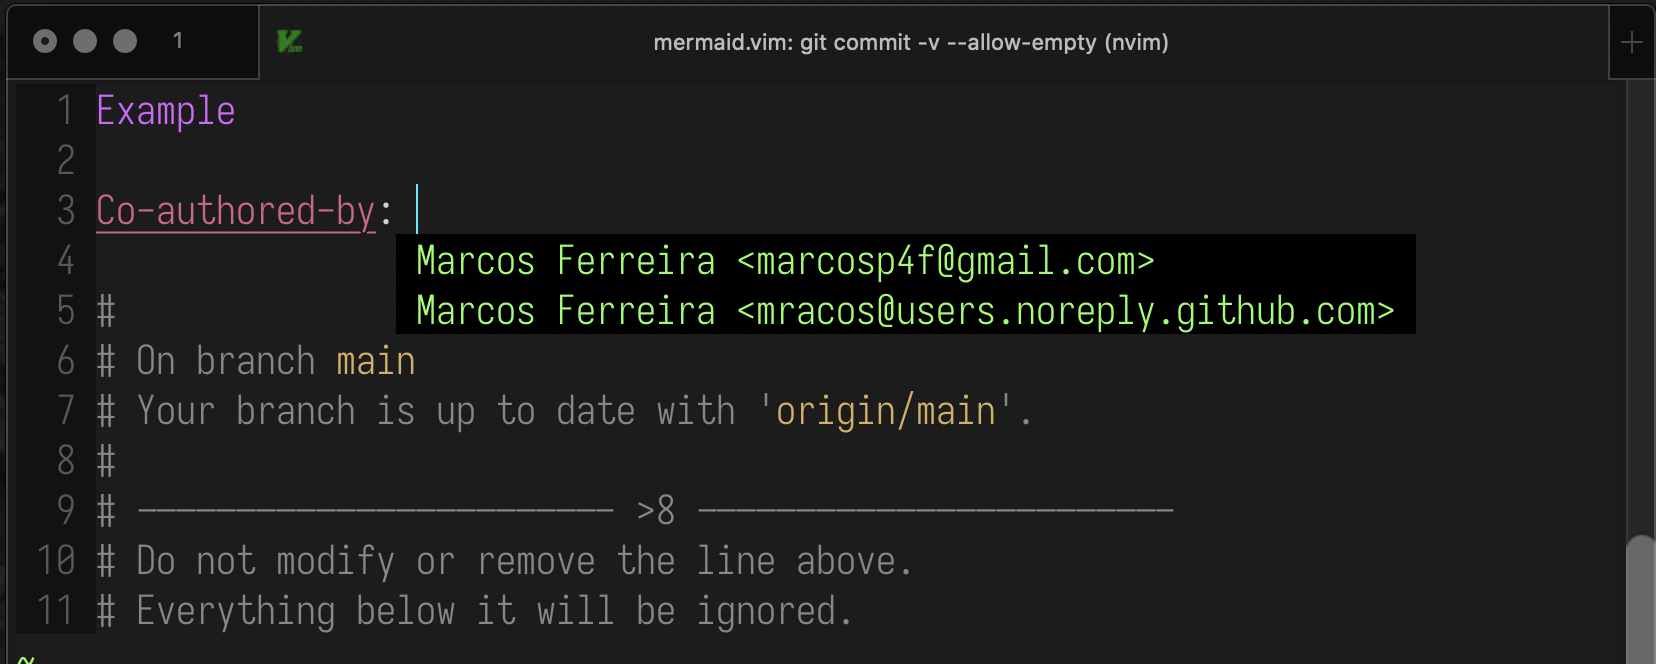 1
mermaid.vim: git commit -v --allow-empty (nvim)
+
1 Example
2
3 Co-authored-by:
4 Marcos Ferreira <marcosp4f@gmail.com>
5 # Marcos Ferreira <mracos@users.noreply.github.com>
6 # On branch main
7 # Your branch is up to date with 'origin/main'.
8 #
9 # ------------------------ >8 ------------------------
10 # Do not modify or remove the line above.
11 # Everything below it will be ignored.
~